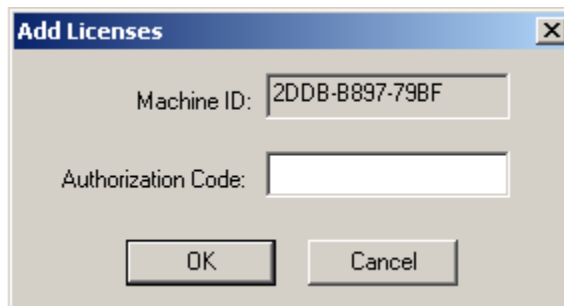 Add Licenses
Machine ID: 2DDB-B897-79BF
Authorization Code:
OK Cancel